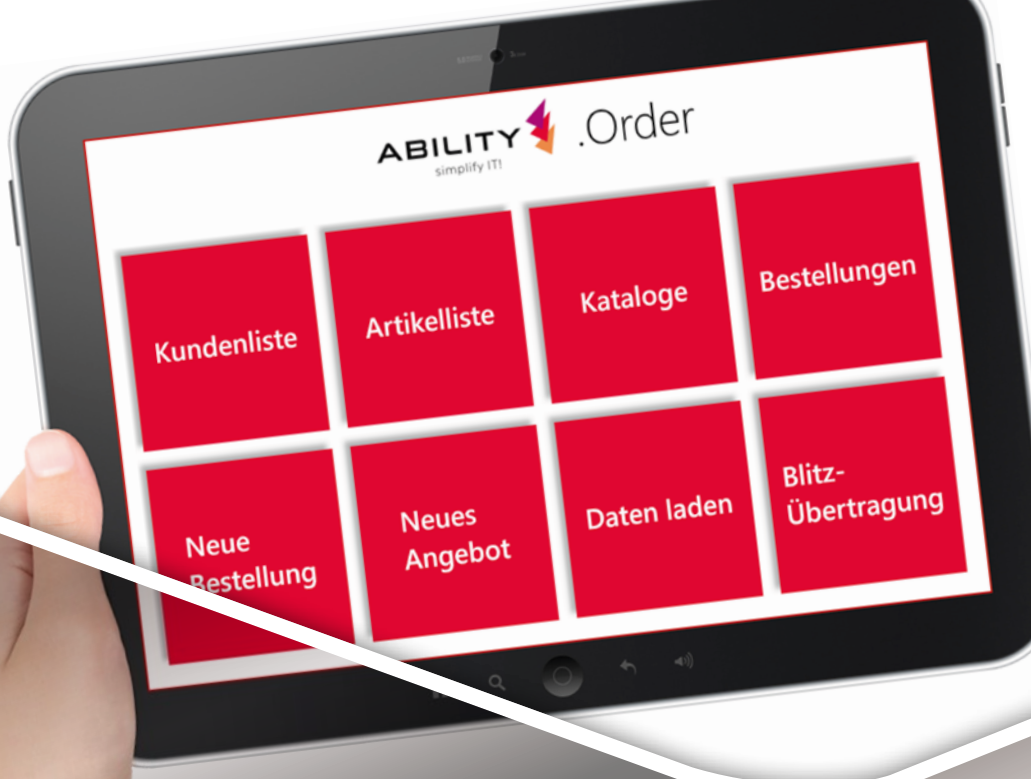 ABILITY .Order
simplify IT!
Kundenliste
Artikelliste
Kataloge
Bestellungen
Neue
Bestellung
Neues
Angebot
Daten laden
Blitz-
Übertragung